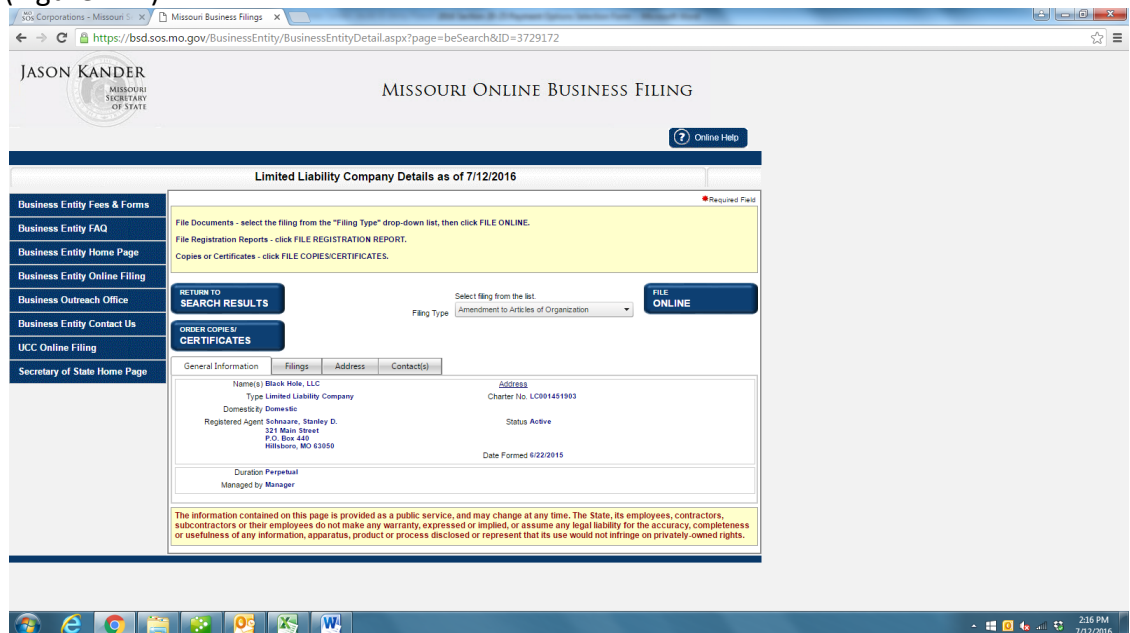 SOS Corporations - Missouri S
Missouri Business Filings
https://bsd.sos.mo.gov/BusinessEntity/BusinessEntityDetail.aspx?page=beSearch&ID=3729172
JASON KANDER
MISSOURI
SECRETARY
OF STATE
MISSOURI ONLINE BUSINESS FILING
? Online Help
Limited Liability Company Details as of 7/12/2016
Business Entity Fees & Forms
Business Entity FAQ
Business Entity Home Page
Business Entity Online Filing
Business Outreach Office
Business Entity Contact Us
UCC Online Filing
Secretary of State Home Page
*Required Field
File Documents - select the filing from the "Filing Type" drop-down list, then click FILE ONLINE.
File Registration Reports - click FILE REGISTRATION REPORT.
Copies or Certificates - click FILE COPIES/CERTIFICATES.
RETURN TO
SEARCH RESULTS
Select filing from the list.
Filing Type Amendment to Articles of Organization
FILE
ONLINE
ORDER COPIES/
CERTIFICATES
General Information Filings Address Contact(s)
Name(s) Black Hole, LLC Address
Type Limited Liability Company Charter No. LC001451903
Domesticity Domestic
Registered Agent Schnaare, Stanley D. Status Active
321 Main Street
P.O. Box 440
Hillsboro, MO 63050
Date Formed 6/22/2015
Duration Perpetual
Managed by Manager
The information contained on this page is provided as a public service, and may change at any time. The State, its employees, contractors,
subcontractors or their employees do not make any warranty, expressed or implied, or assume any legal liability for the accuracy, completeness
or usefulness of any information, apparatus, product or process disclosed or represent that its use would not infringe on privately-owned rights.
2:16 PM
7/12/2016